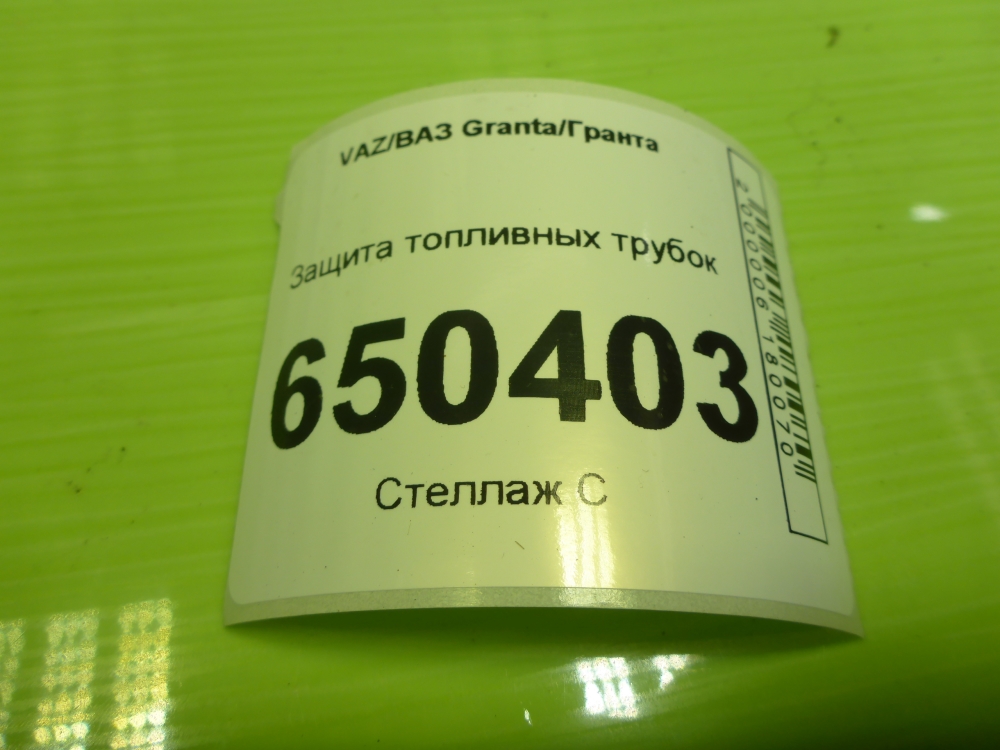 VAZ/ВАЗ Granta/Гранта
Защита топливных трубок
650403
Стеллаж С
2000006180070